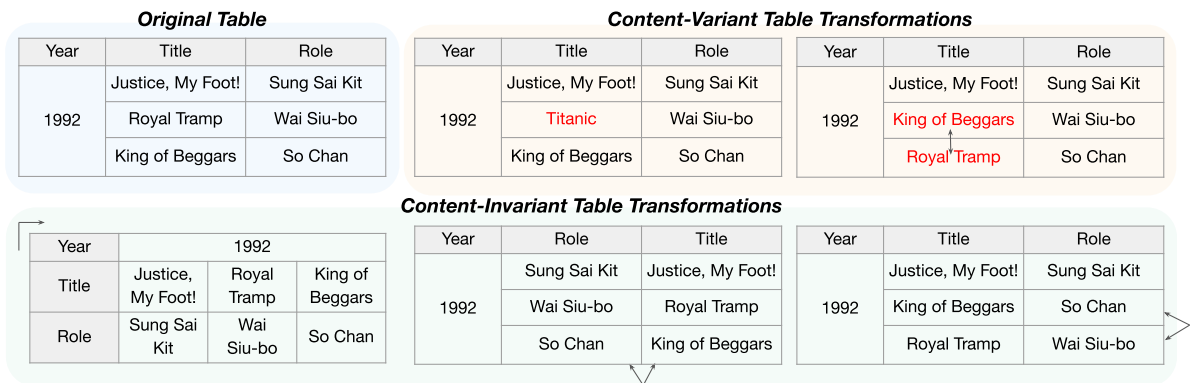 Original Table
Year Title Role
1992
Justice, My Foot! Sung Sai Kit
Royal Tramp Wai Siu-bo
King of Beggars So Chan
Content-Variant Table Transformations
Year Title Role
1992
Justice, My Foot! Sung Sai Kit
Titanic Wai Siu-bo
King of Beggars So Chan
Year Title Role
1992
Justice, My Foot! Sung Sai Kit
King of Beggars Wai Siu-bo
Royal Tramp So Chan
Content-Invariant Table Transformations
Year 1992
Title
Justice, Royal King of
My Foot! Tramp Beggars
Role
Sung Sai Wai So Chan
Kit Siu-bo
Year Role Title
1992
Sung Sai Kit Justice, My Foot!
Wai Siu-bo Royal Tramp
So Chan King of Beggars
Year Title Role
1992
Justice, My Foot! Sung Sai Kit
King of Beggars So Chan
Royal Tramp Wai Siu-bo